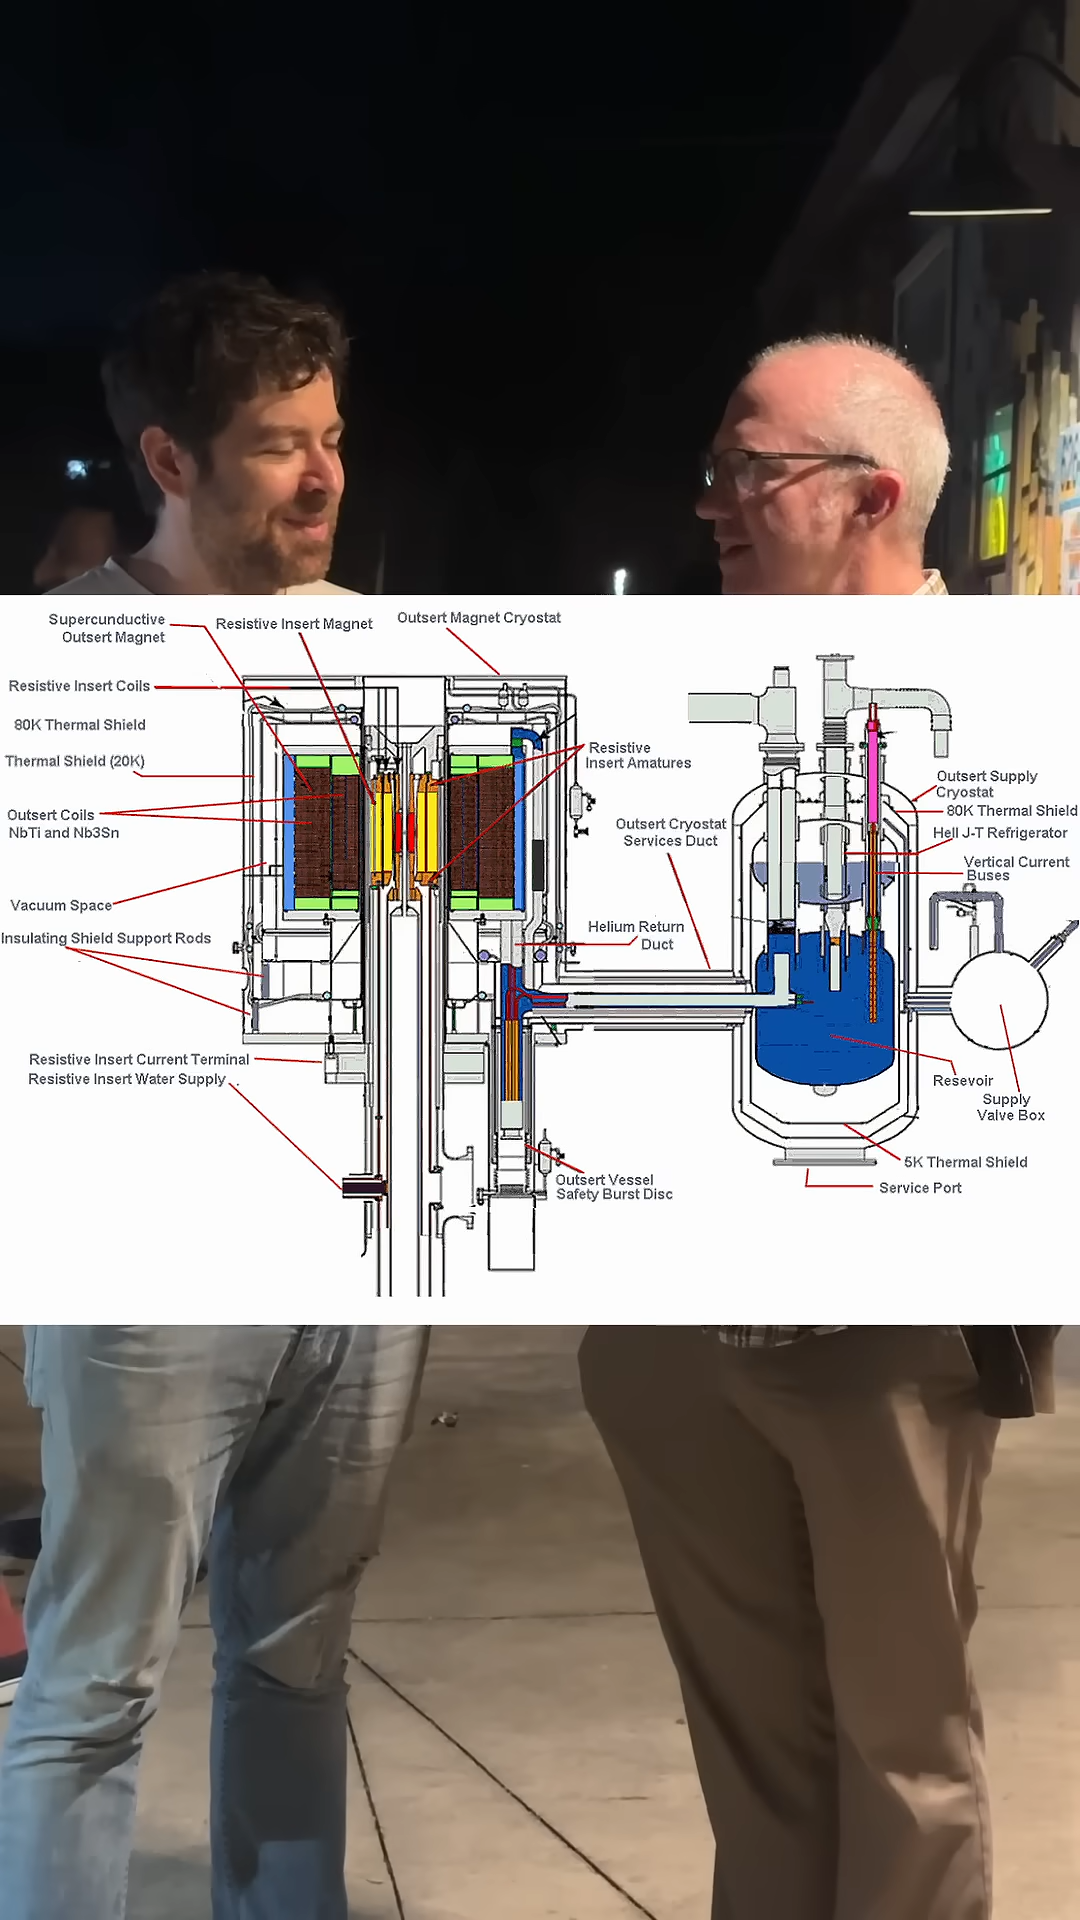 Supercunductive
Outsert Magnet
Resistive Insert Magnet
Outsert Magnet Cryostat
Resistive Insert Coils
80K Thermal Shield
Thermal Shield (20K)
Outsert Coils
NbTi and Nb3Sn
Vacuum Space
Insulating Shield Support Rods
Resistive Insert Current Terminal
Resistive Insert Water Supply
Resistive
Insert Amatures
Outsert Cryostat
Services Duct
Helium Return
Duct
Outsert Vessel
Safety Burst Disc
Outsert Supply
Cryostat
80K Thermal Shield
Hell J-T Refrigerator
Vertical Current
Buses
Resevoir
Supply
Valve Box
5K Thermal Shield
Service Port